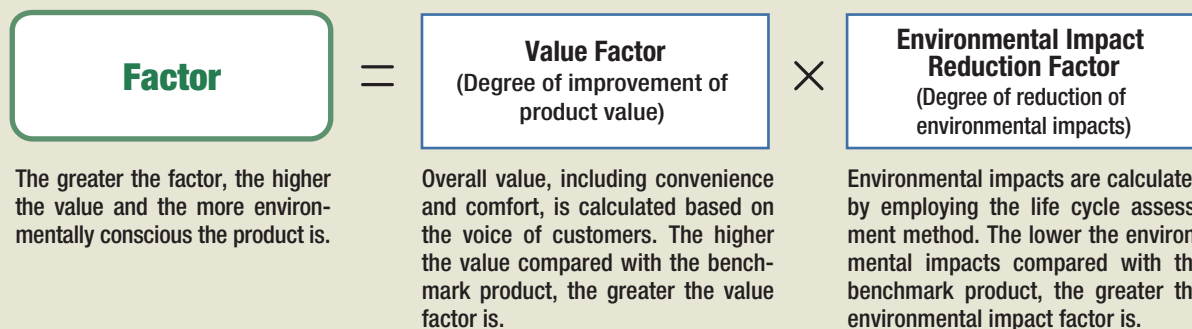 Factor
=
Value Factor
(Degree of improvement of
product value)
×
Environmental Impact
Reduction Factor
(Degree of reduction of
environmental impacts)
The greater the factor, the higher
the value and the more environ-
mentally conscious the product is.
Overall value, including convenience
and comfort, is calculated based on
the voice of customers. The higher
the value compared with the bench-
mark product, the greater the value
factor is.
Environmental impacts are calculate
by employing the life cycle assess
ment method. The lower the environ
mental impacts compared with th
benchmark product, the greater th
environmental impact factor is.